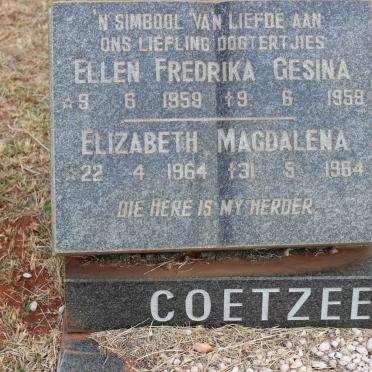 'N SIMBOOL VAN LIEFDE AAN
ONS LIEFLING DOGTERTJIES
ELLEN FREDRIKA GESINA
☆9 6 1959 †9 6 1959
ELIZABETH MAGDALENA
☆22 4 1964 †31 5 1964
DIE HERE IS MY HERDER.
COETZEE